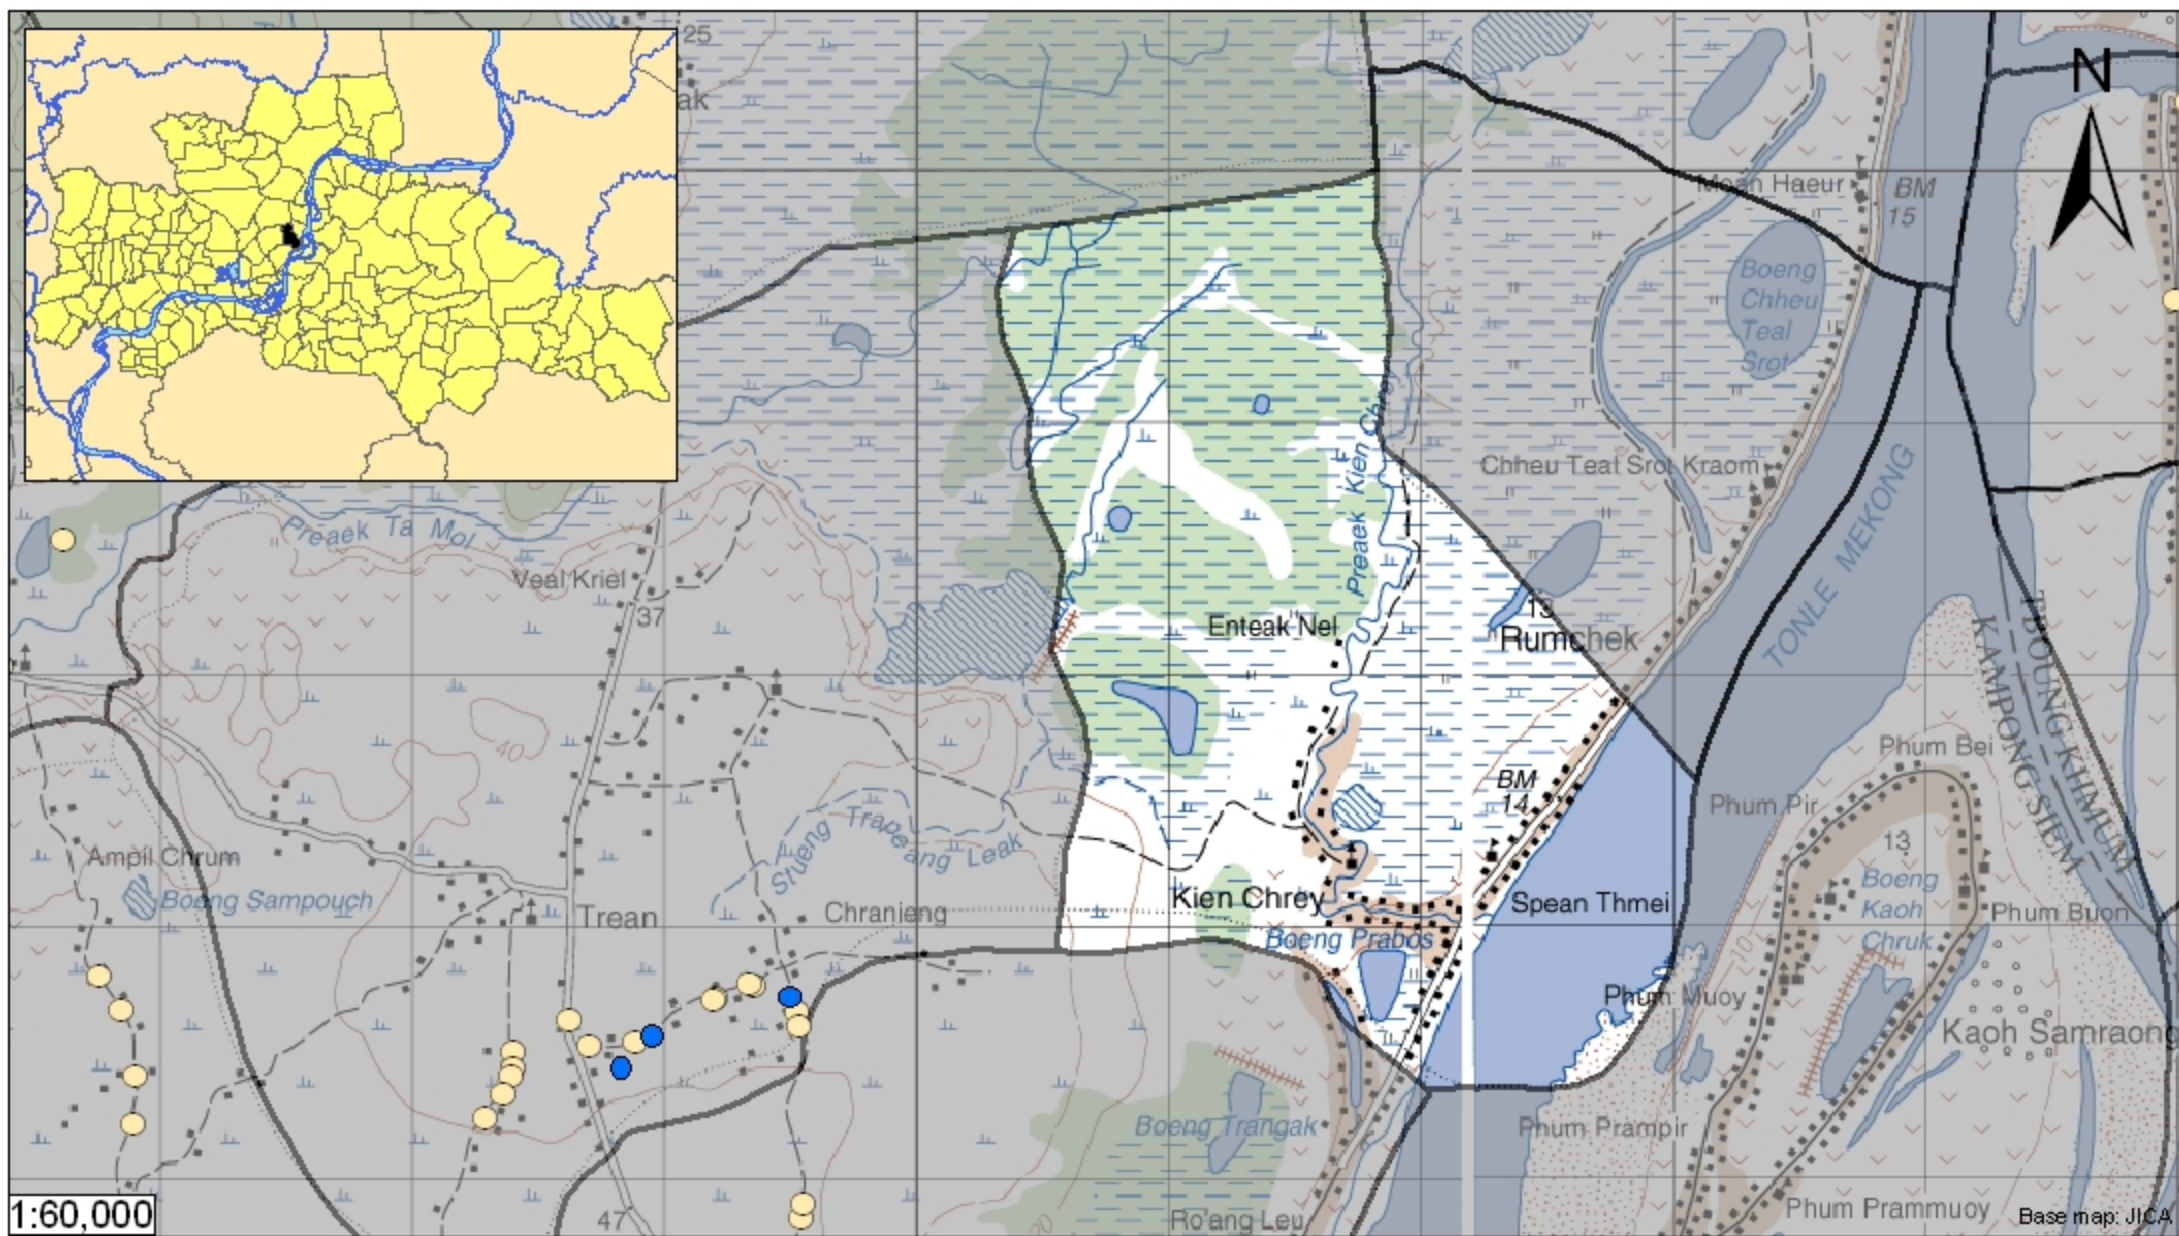 25
ak
N
Moan Haeur
BM
15
Boeng
Chheu
Teal
Srot
Preaek Kien Chrey
Chheu Teal Srot Kraom
Preaek Ta Mol
TONLE MEKONG
Veal Kriel
37
Enteak Nel
13
Rumchek
TBOUNG KHMUM
KAMPONG SIEM
40
Phum Bei
BM
14
Phum Pir
Stueng Trapeang Leak
13
Ampil Chrum
Boeng Sampouch
Boeng
Kaoh
Chruk
Trean
Chranieng
Kien Chrey
Spean Thmei
Phum Buon
Boeng Prabos
10
Phum Muoy
Kaoh Samraong
Boeng Trangak
Phum Prampir
1:60,000
47
20
Ro'ang Leu
Phum Prammuoy
Base map: JICA